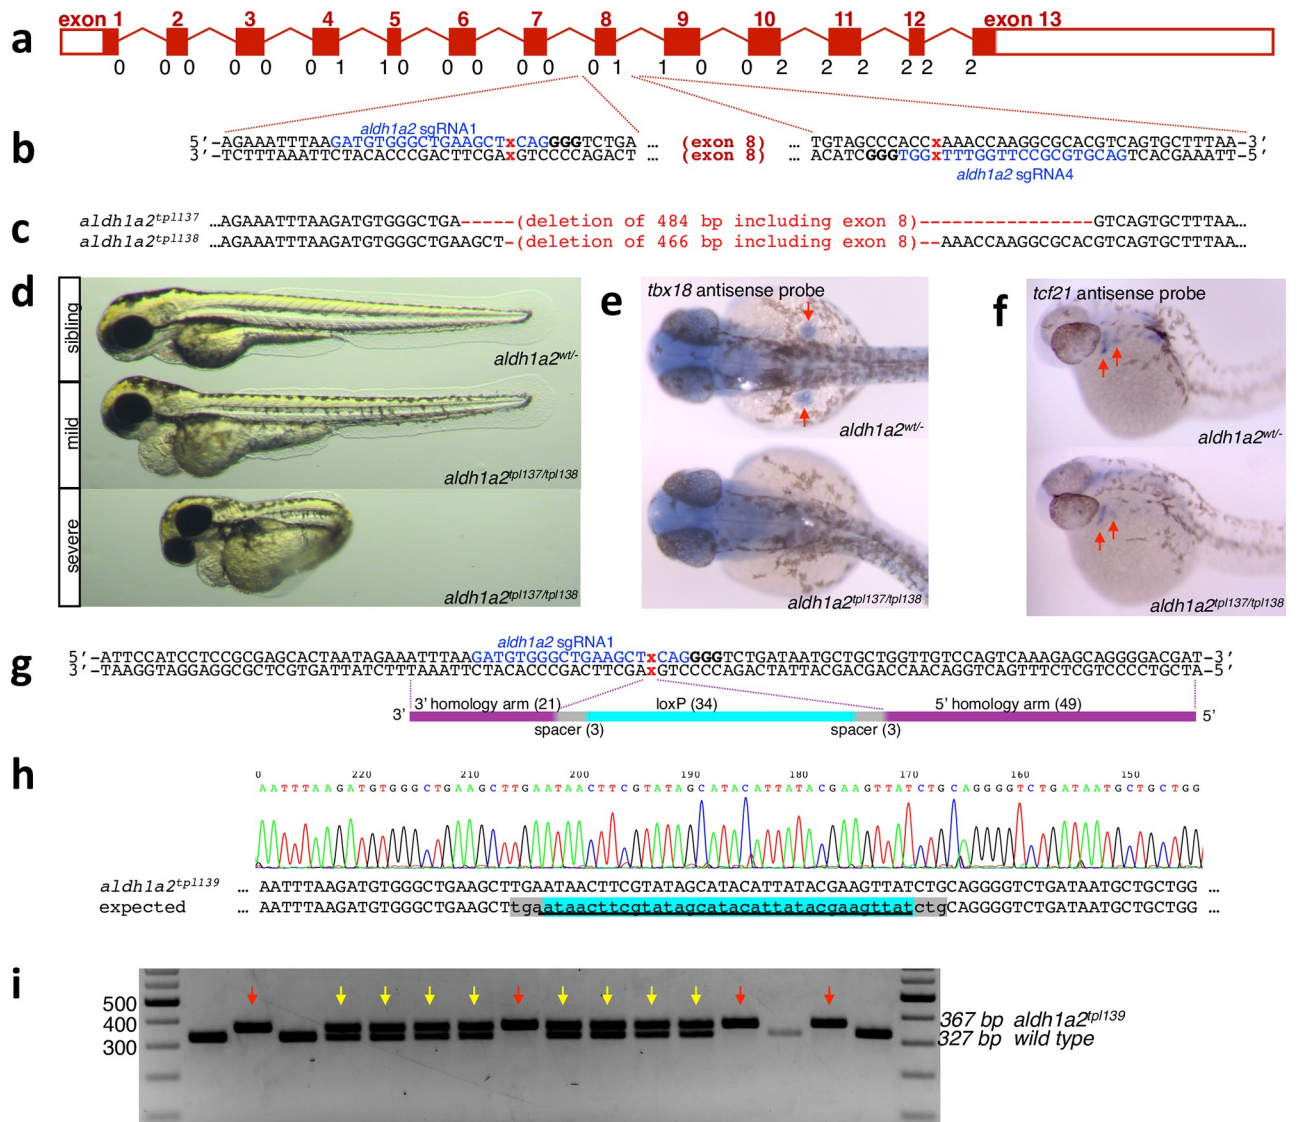 a
exon 1 2 3 4 5 6 7 8 9 10 11 12 exon 13
0 0 0 0 0 0 1 1 0 0 0 0 0 0 1 1 0 0 2 2 2 2 2 2
b
aldh1a2 sgRNA1
5′-AGAAATTTAAGATGTGGGCTGAAGCTxCAGGGGTCTGA ... (exon 8) ... TGTAGCCCACCxAAACCAAGGCGCACGTCAGTGCTTTAA-3′
3′-TCTTTAAATTCTACACCCGACTTCGAxGTCCCCAGACT ... (exon 8) ... ACATCGGGTGGxTTTGGTTCCGCGTGCAGTCACGAAATT-5′
aldh1a2 sgRNA4
c
aldh1a2tpl137 ...AGAAATTTAAGATGTGGGCTGA-----(deletion of 484 bp including exon 8)---------------GTCAGTGCTTTAA...
aldh1a2tpl138 ...AGAAATTTAAGATGTGGGCTGAAGCT-(deletion of 466 bp including exon 8)--AAACCAAGGCGCACGTCAGTGCTTTAA...
d
sibling
aldh1a2wt/-
mild
aldh1a2tpl137/tpl138
severe
aldh1a2tpl137/tpl138
e
tbx18 antisense probe
aldh1a2wt/-
aldh1a2tpl137/tpl138
f
tcf21 antisense probe
aldh1a2wt/-
aldh1a2tpl137/tpl138
g
aldh1a2 sgRNA1
5′-ATTCCATCCTCCGCGAGCACTAATAGAAATTTAAGATGTGGGCTGAAGCTxCAGGGGTCTGATAATGCTGCTGGTTGTCCAGTCAAAGAGCAGGGGACGAT-3′
3′-TAAGGTAGGAGGCGCTCGTGATTATCTTTAAATTCTACACCCGACTTCGAxGTCCCCAGACTATTACGACGACCAACAGGTCAGTTTCTCGTCCCCTGCTA-5′
3′ 3′ homology arm (21) loxP (34) 5′ homology arm (49) 5′
spacer (3) spacer (3)
h
0 220 210 200 190 180 170 160 150
AATTTAAGATGTGGGCTGAAGCTTGAATAACTTCGTATAGCATACATTATACGAAGTTATCTGCAGGGGTCTGATAATGCTGCTGG
aldh1a2tpl139 ... AATTTAAGATGTGGGCTGAAGCTTGAATAACTTCGTATAGCATACATTATACGAAGTTATCTGCAGGGGTCTGATAATGCTGCTGG ...
expected ... AATTTAAGATGTGGGCTGAAGCTtgaataacttcgtatagcatacattatacgaagttatctgCAGGGGTCTGATAATGCTGCTGG ...
i
500
400
300
367 bp aldh1a2tpl139
327 bp wild type